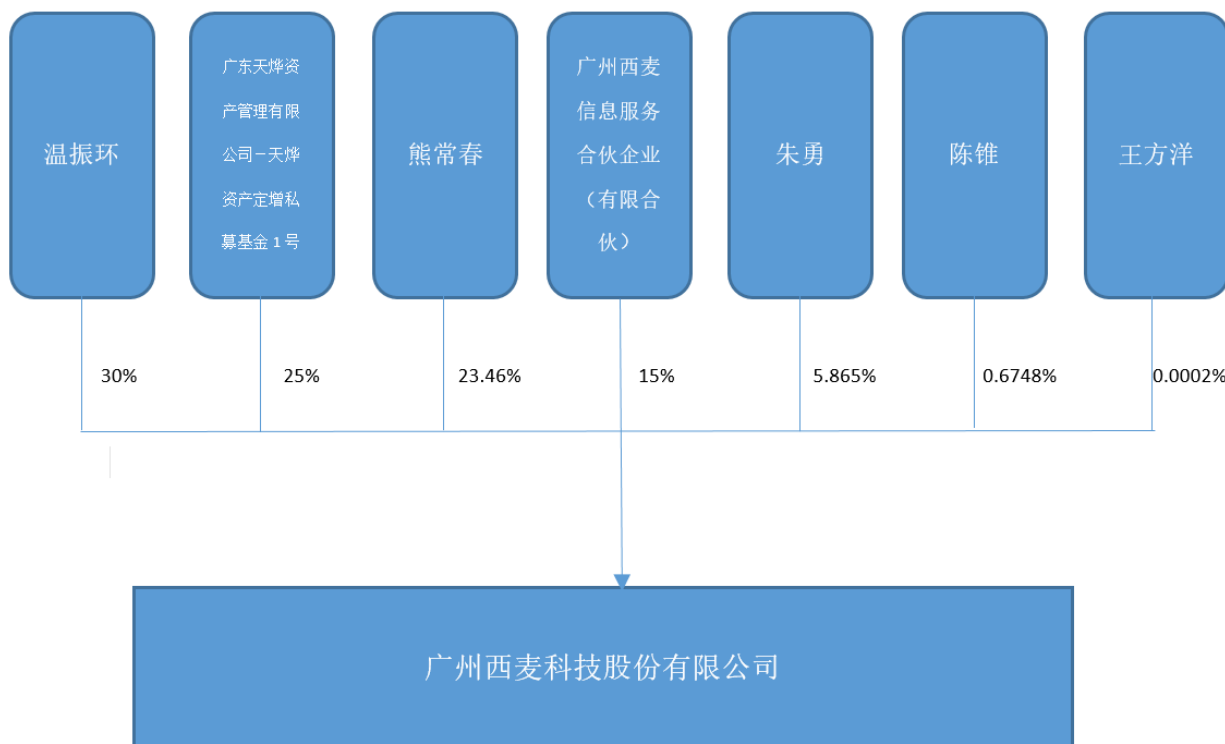 温振环
广东天烨资
产管理有限
公司－天烨
资产定增私
募基金 1 号
熊常春
广州西麦
信息服务
合伙企业
（有限合
伙）
朱勇
陈锥
王方洋
30%
25%
23.46%
15%
5.865%
0.6748%
0.0002%
广州西麦科技股份有限公司